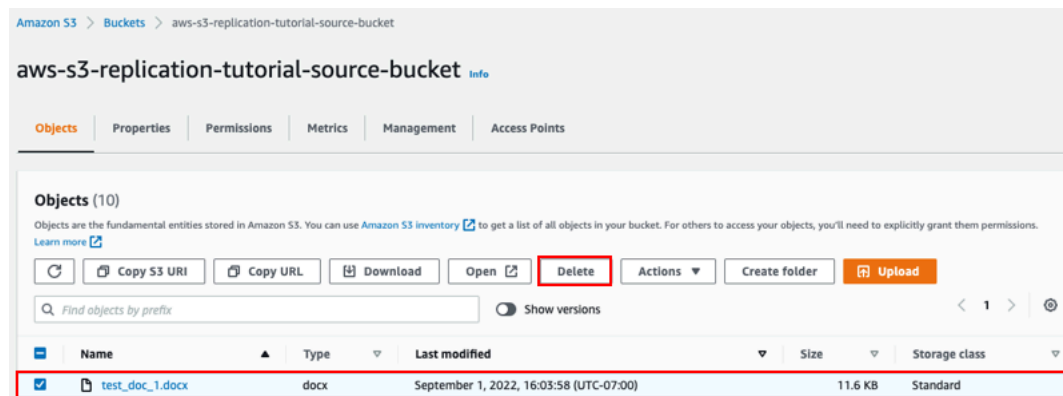 Amazon S3 > Buckets > aws-s3-replication-tutorial-source-bucket
aws-s3-replication-tutorial-source-bucket Info
Objects Properties Permissions Metrics Management Access Points
Objects (10)
Objects are the fundamental entities stored in Amazon S3. You can use Amazon S3 inventory to get a list of all objects in your bucket. For others to access your objects, you'll need to explicitly grant them permissions.
Learn more
Copy S3 URI Copy URL Download Open Delete Actions Create folder Upload
Find objects by prefix Show versions < 1 >
Name Type Last modified Size Storage class
test_doc_1.docx docx September 1, 2022, 16:03:58 (UTC-07:00) 11.6 KB Standard